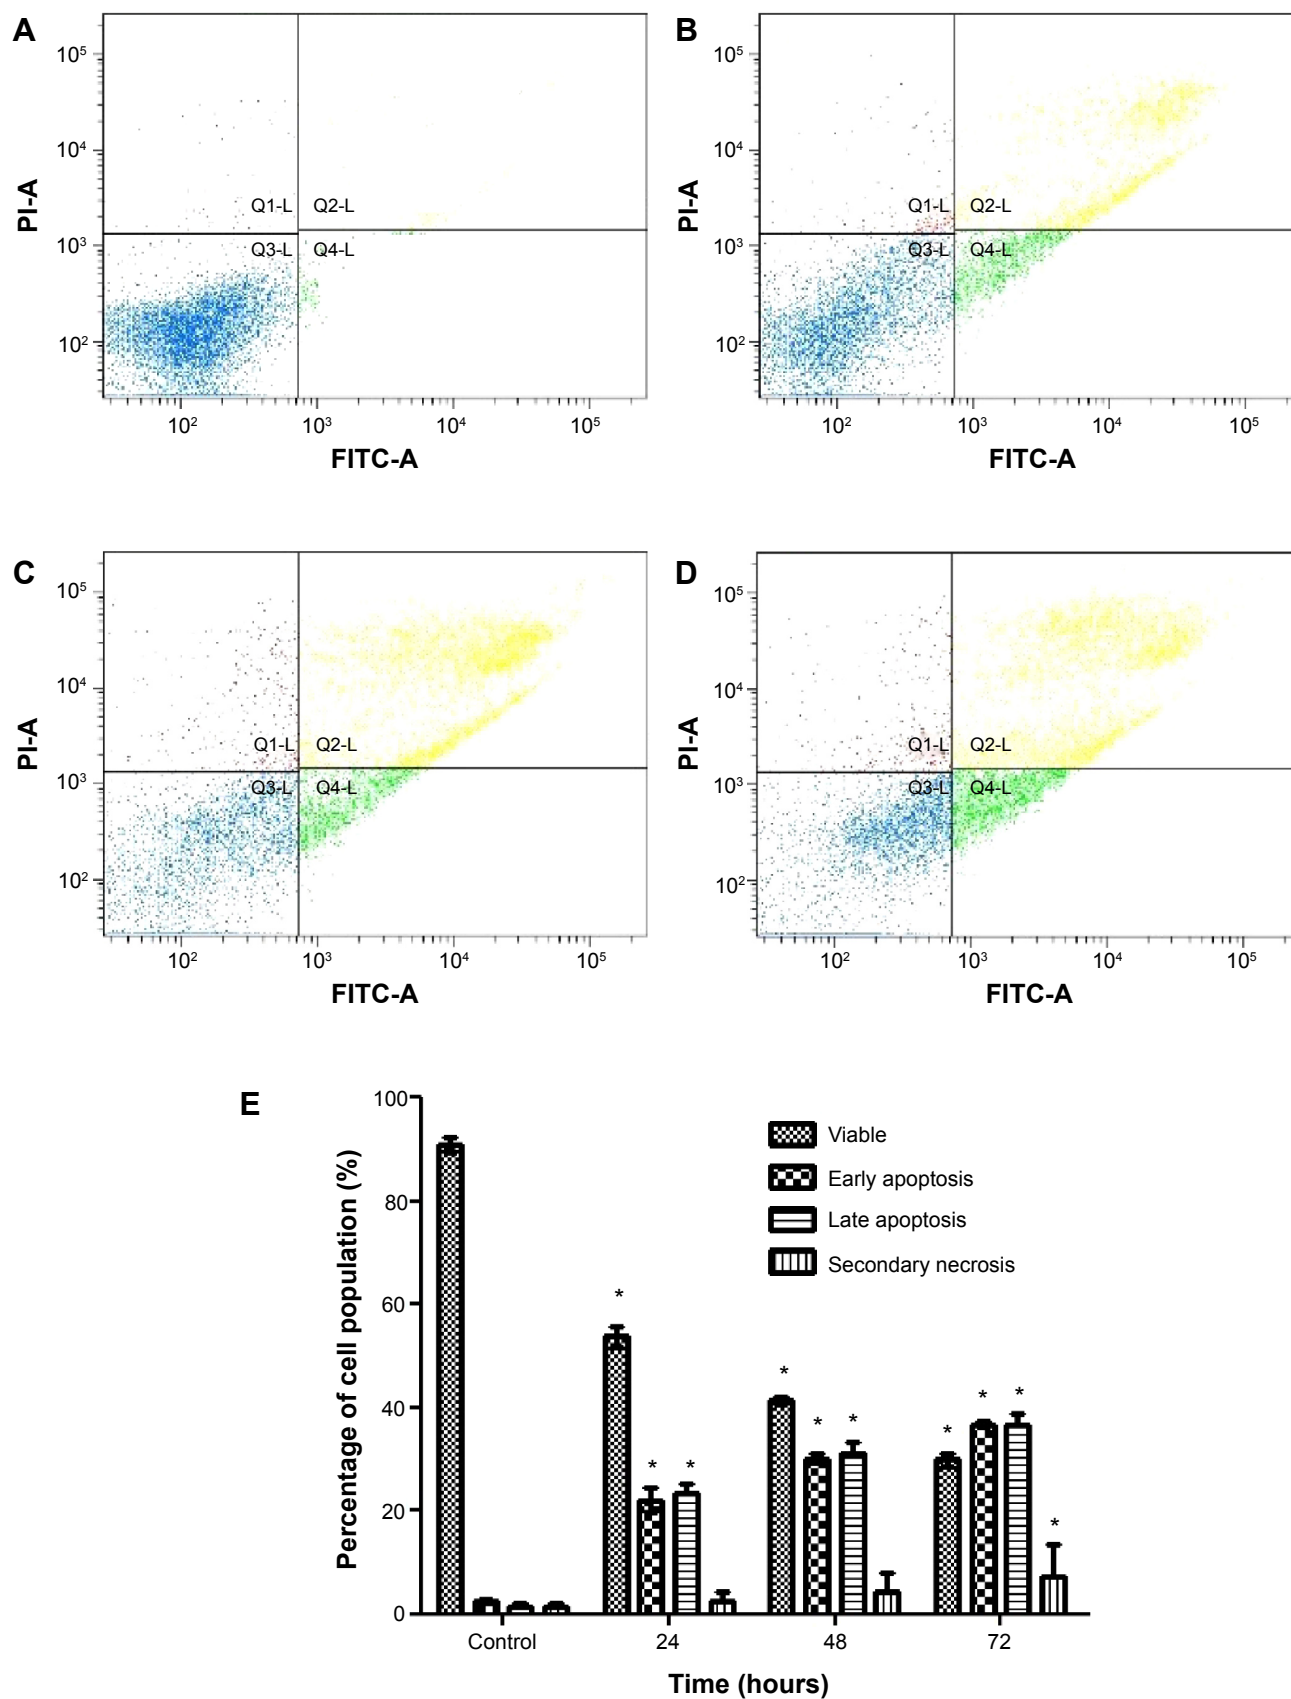 A
B
10⁵
10⁴
10³
10²
PI-A
Q1-L
Q2-L
Q3-L
Q4-L
10² 10³ 10⁴ 10⁵
FITC-A
10⁵
10⁴
10³
10²
PI-A
Q1-L
Q2-L
Q3-L
Q4-L
10² 10³ 10⁴ 10⁵
FITC-A
C
D
10⁵
10⁴
10³
10²
PI-A
Q1-L
Q2-L
Q3-L
Q4-L
10² 10³ 10⁴ 10⁵
FITC-A
10⁵
10⁴
10³
10²
PI-A
Q1-L
Q2-L
Q3-L
Q4-L
10² 10³ 10⁴ 10⁵
FITC-A
E
Percentage of cell population (%)
100
80
60
40
20
0
Viable
Early apoptosis
Late apoptosis
Secondary necrosis
* * *
* * *
* * * *
Control 24 48 72
Time (hours)